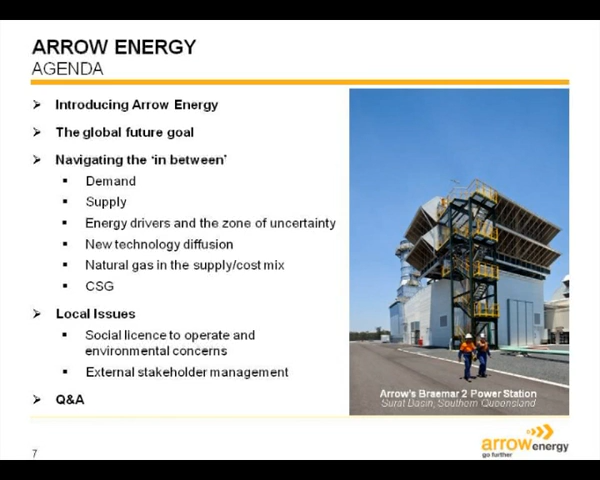 ARROW ENERGY
AGENDA
➢ Introducing Arrow Energy
➢ The global future goal
➢ Navigating the ‘in between’
▪ Demand
▪ Supply
▪ Energy drivers and the zone of uncertainty
▪ New technology diffusion
▪ Natural gas in the supply/cost mix
▪ CSG
➢ Local Issues
▪ Social licence to operate and
environmental concerns
▪ External stakeholder management
➢ Q&A
Arrow's Braemar 2 Power Station
Surat Basin, Southern Queensland
arrowenergy
go further
7